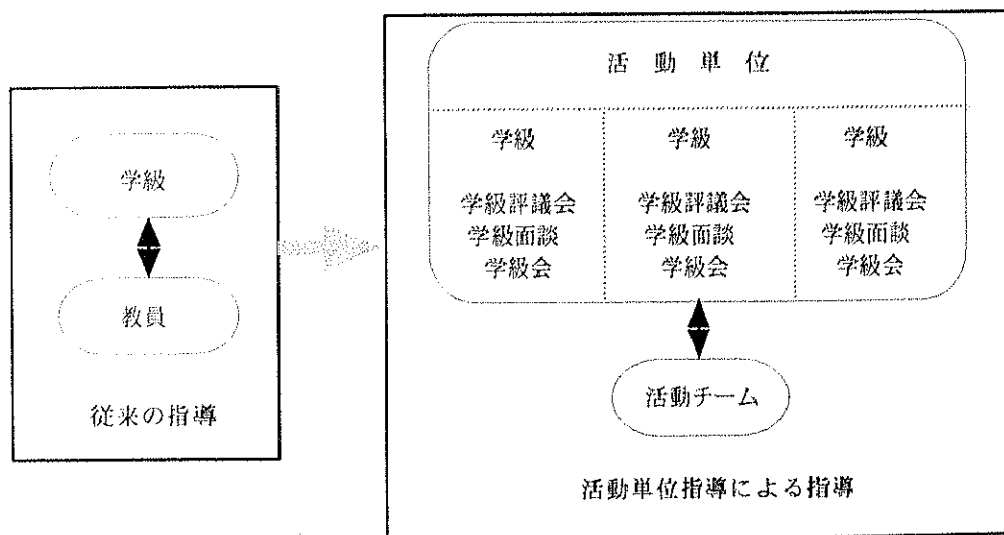 学級
教員
従来の指導
活動単位
学級 学級 学級
学級評議会 学級評議会 学級評議会
学級面談 学級面談 学級面談
学級会 学級会 学級会
活動チーム
活動単位指導による指導